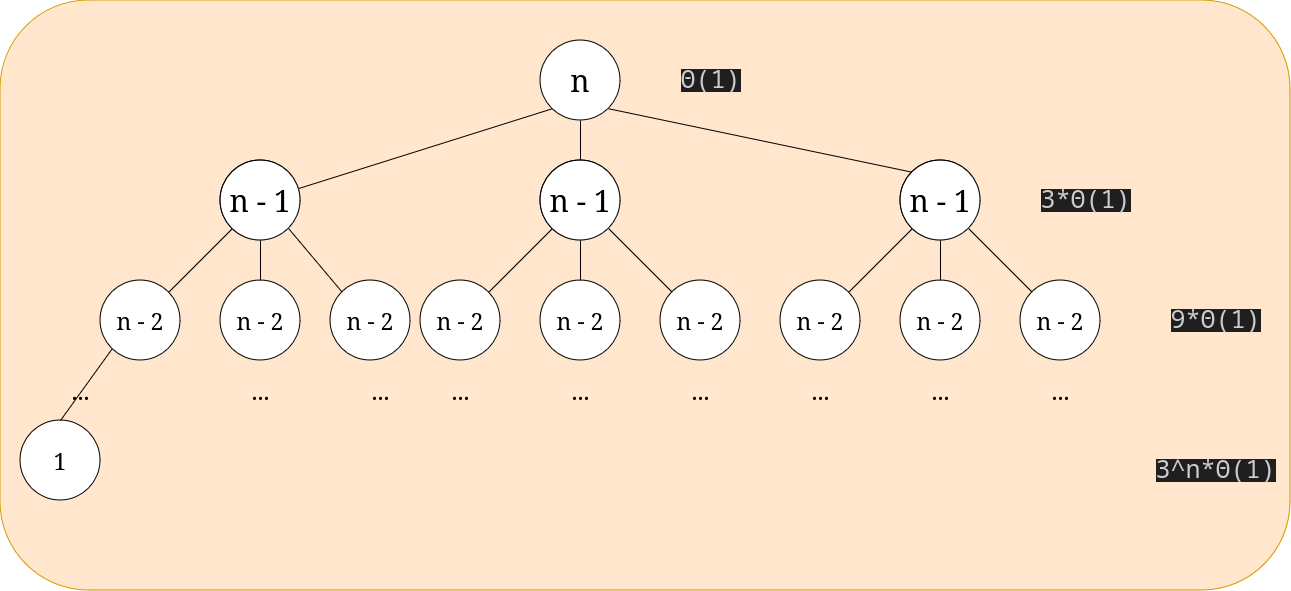 n Θ(1)
n - 1 n - 1 n - 1 3*Θ(1)
n - 2 n - 2 n - 2 n - 2 n - 2 n - 2 n - 2 n - 2 n - 2 9*Θ(1)
... ... ... ... ... ... ... ... ...
1 3^n*Θ(1)